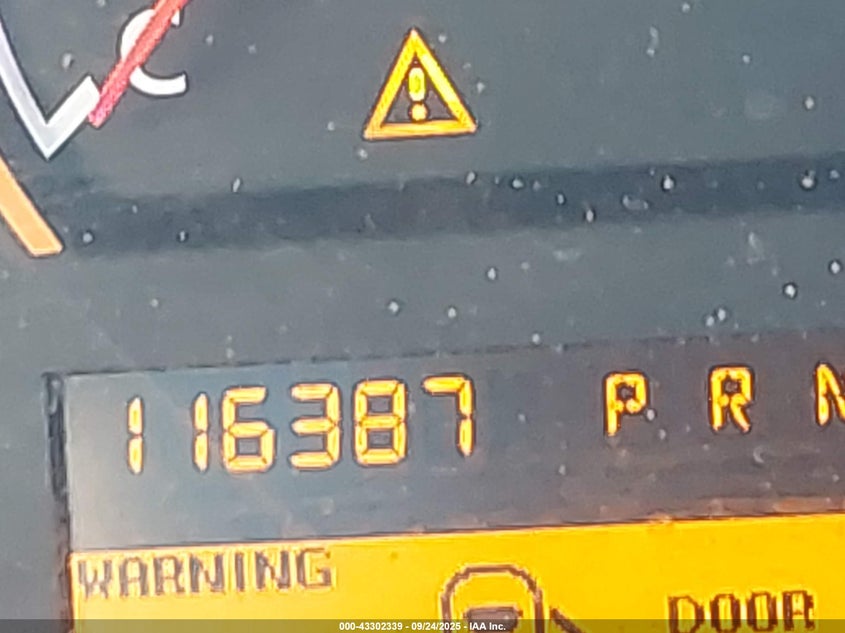 C
116387 P R N
WARNING
DOOR
000-43302339 - 09/24/2025 - IAA Inc.